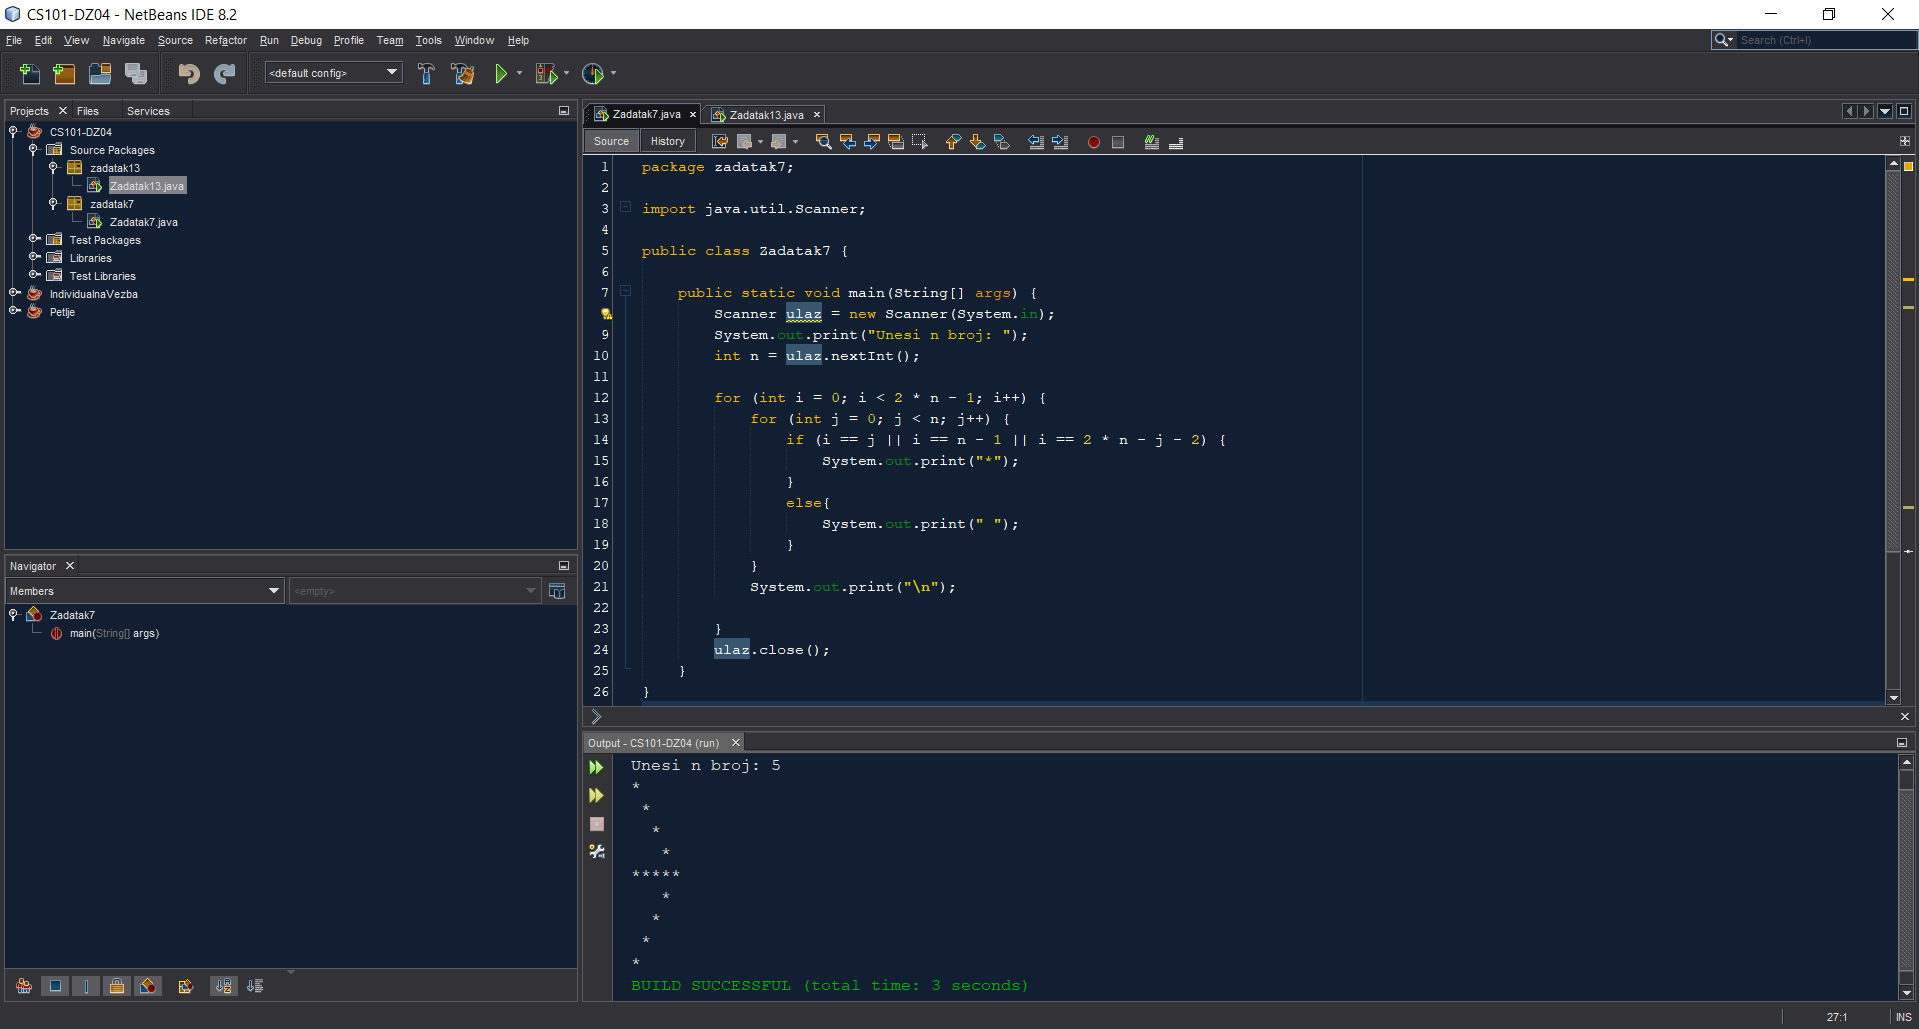 CS101-DZ04 - NetBeans IDE 8.2
File Edit View Navigate Source Refactor Run Debug Profile Team Tools Window Help
Search (Ctrl+I)
<default config>
Projects Files Services
CS101-DZ04
Source Packages
zadatak13
Zadatak13.java
zadatak7
Zadatak7.java
Test Packages
Libraries
Test Libraries
IndividualnaVezba
Petlje
Navigator
Members <empty>
Zadatak7
main(String[] args)
Zadatak7.java Zadatak13.java
Source History
1 package zadatak7;
2
3 import java.util.Scanner;
4
5 public class Zadatak7 {
6
7 public static void main(String[] args) {
Scanner ulaz = new Scanner(System.in);
9 System.out.print("Unesi n broj: ");
10 int n = ulaz.nextInt();
11
12 for (int i = 0; i < 2 * n - 1; i++) {
13 for (int j = 0; j < n; j++) {
14 if (i == j || i == n - 1 || i == 2 * n - j - 2) {
15 System.out.print("*");
16 }
17 else{
18 System.out.print(" ");
19 }
20 }
21 System.out.print("\n");
22
23 }
24 ulaz.close();
25 }
26 }
Output - CS101-DZ04 (run)
Unesi n broj: 5
*
 *
  *
   *
*****
   *
  *
 *
*
BUILD SUCCESSFUL (total time: 3 seconds)
27:1 INS